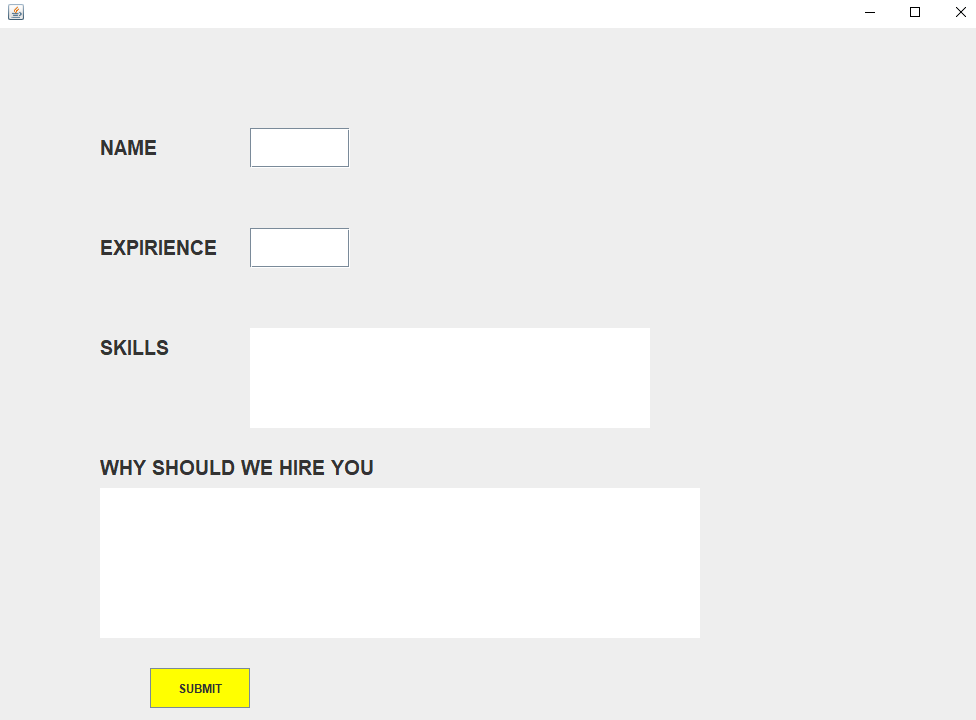 NAME
EXPIRIENCE
SKILLS
WHY SHOULD WE HIRE YOU
SUBMIT